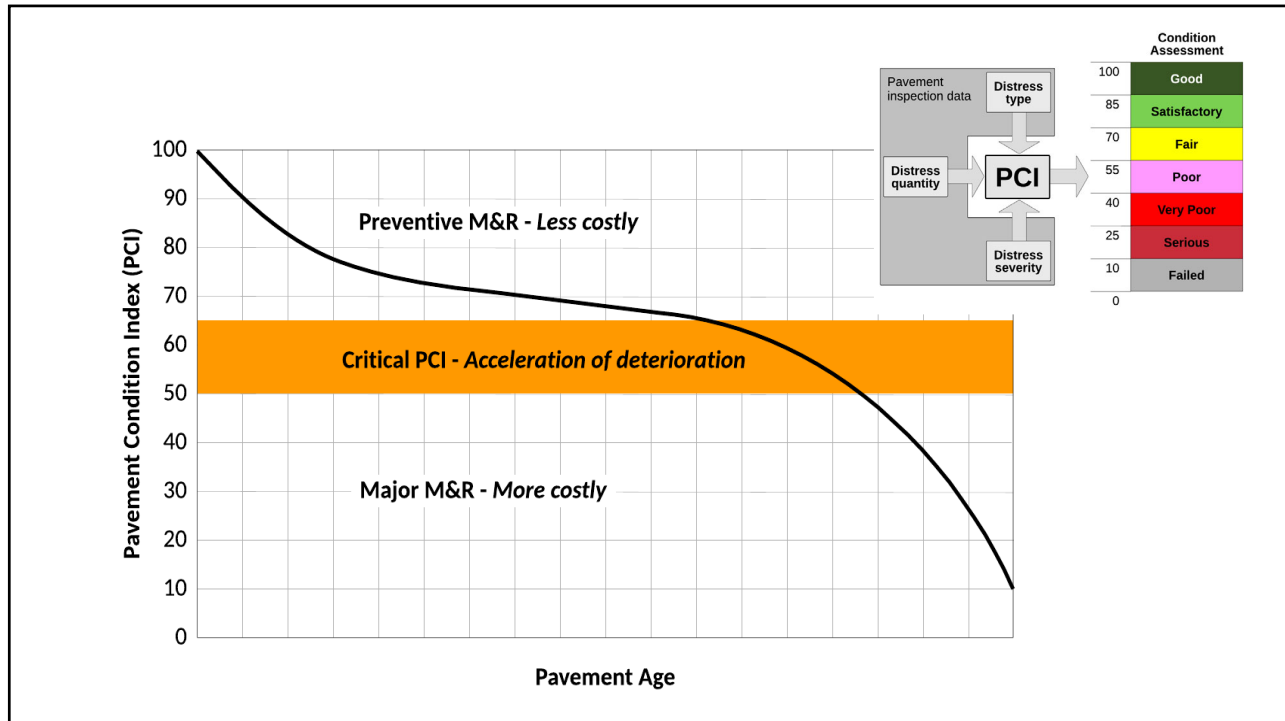 Condition
Assessment
Pavement
inspection data
Distress
type
Distress
quantity
PCI
Distress
severity
100
Good
85
Satisfactory
70
Fair
55
Poor
40
Very Poor
25
Serious
10
Failed
0
Pavement Condition Index (PCI)
100
90
80
70
60
50
40
30
20
10
0
Preventive M&R - Less costly
Critical PCI - Acceleration of deterioration
Major M&R - More costly
Pavement Age